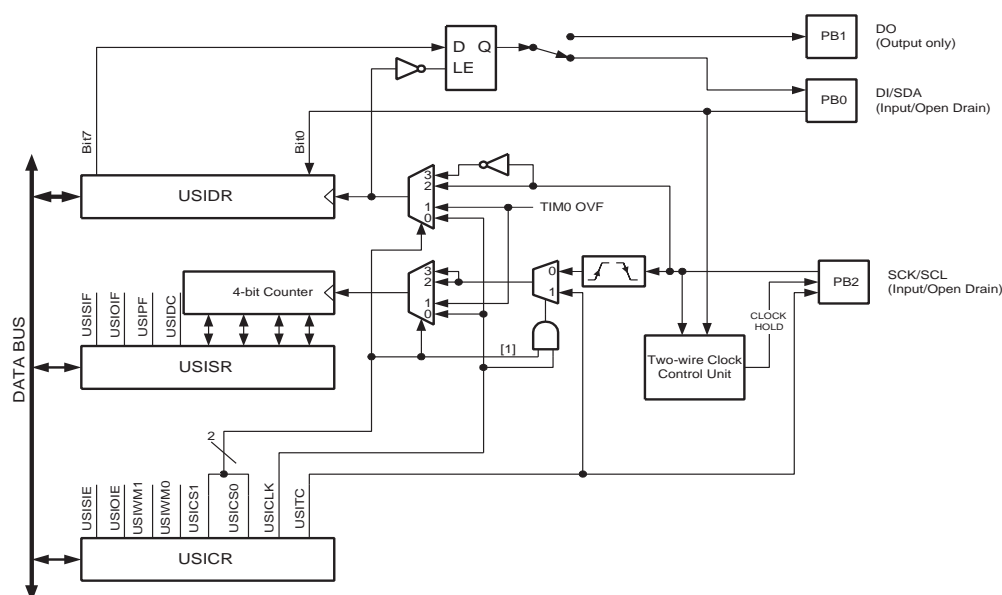 DO
(Output only)
PB1
D Q
LE
DI/SDA
(Input/Open Drain)
PB0
Bit7
Bit0
USIDR
3
2
1
0
TIM0 OVF
4-bit Counter
3
2
1
0
0
1
SCK/SCL
(Input/Open Drain)
PB2
CLOCK
HOLD
USISIF
USIOIF
USIPF
USIDC
[1]
USISR
Two-wire Clock
Control Unit
DATA BUS
2
USISIE
USIOIE
USIWM1
USIWM0
USICS1
USICS0
USICLK
USITC
USICR